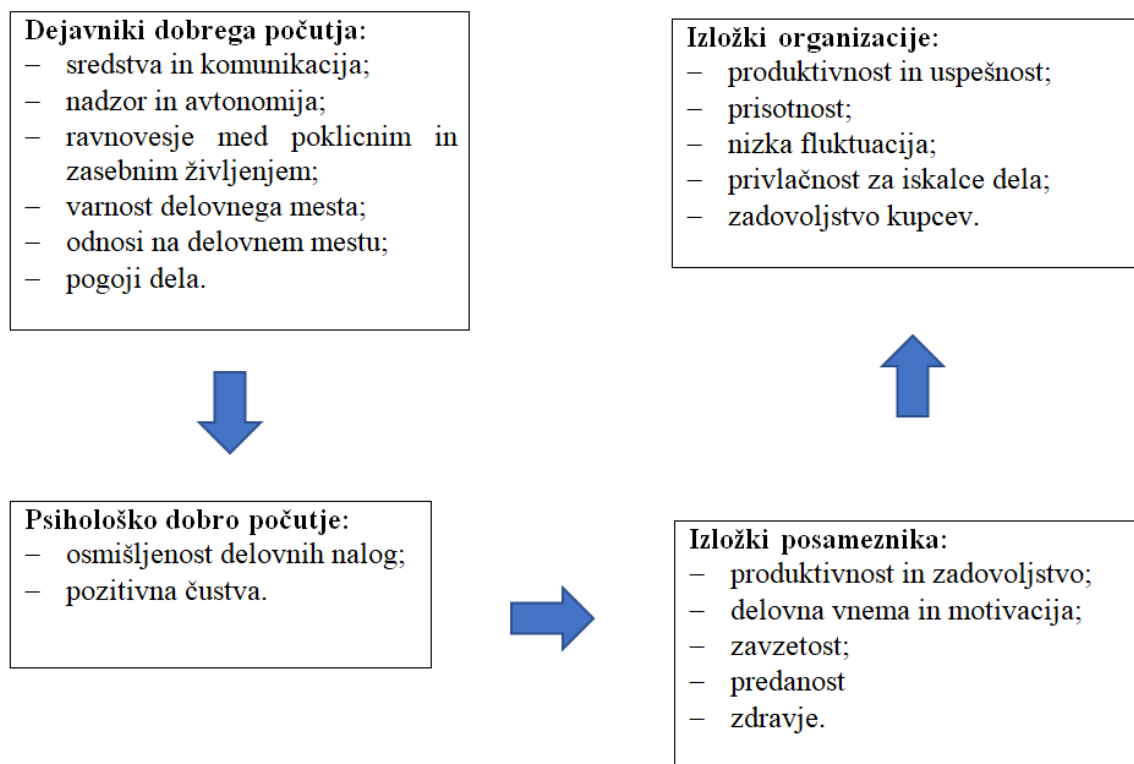 Dejavniki dobrega počutja:
– sredstva in komunikacija;
– nadzor in avtonomija;
– ravnovesje med poklicnim in
zasebnim življenjem;
– varnost delovnega mesta;
– odnosi na delovnem mestu;
– pogoji dela.
Psihološko dobro počutje:
– osmišljenost delovnih nalog;
– pozitivna čustva.
Izložki posameznika:
– produktivnost in zadovoljstvo;
– delovna vnema in motivacija;
– zavzetost;
– predanost
– zdravje.
Izložki organizacije:
– produktivnost in uspešnost;
– prisotnost;
– nizka fluktuacija;
– privlačnost za iskalce dela;
– zadovoljstvo kupcev.